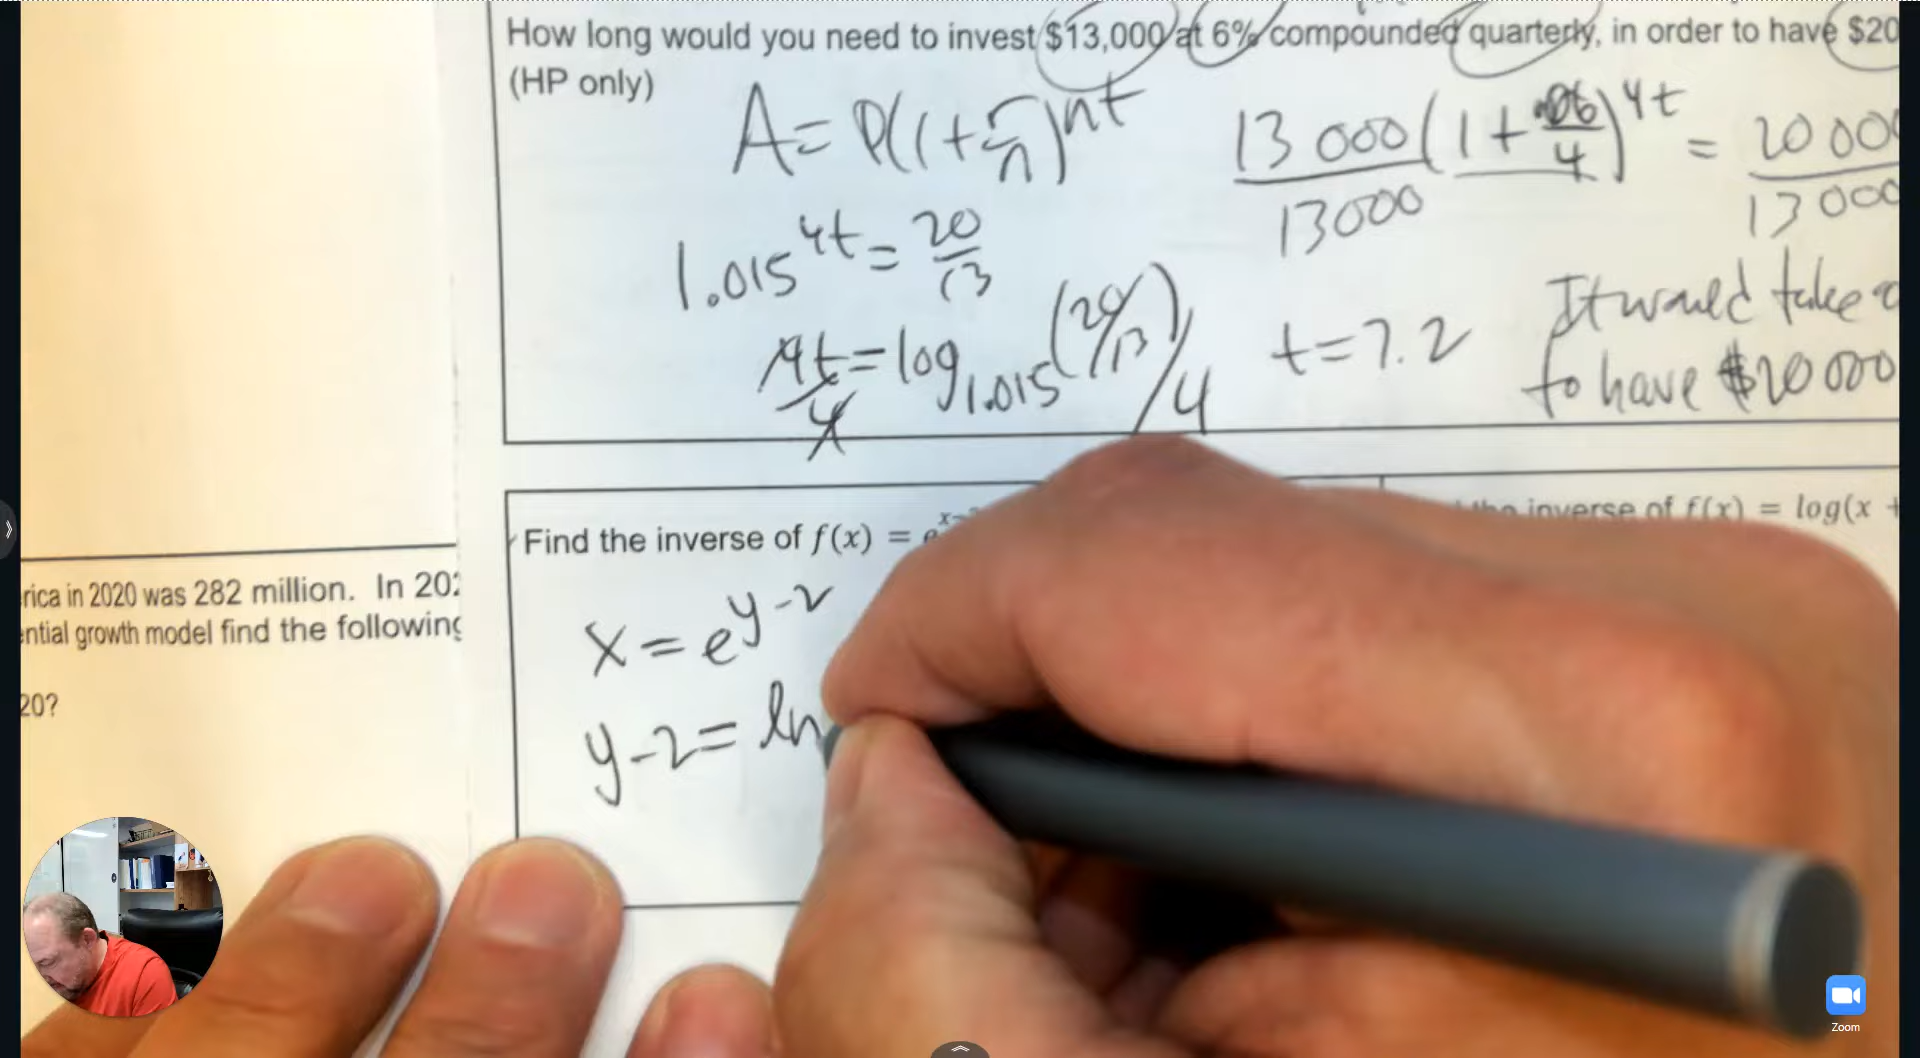 How long would you need to invest $13,000 at 6% compounded quarterly, in order to have $20
(HP only)
A = P(1 + r/n)^nt
13 000(1 + .06/4)^4t = 20 000
13000 13000
1.015^4t = 20/13
4t/4 = log_1.015 (20/13)/4
t = 7.2
It would take
to have $20 000
Find the inverse of f(x) = e^x-
x = e^y-2
y-2 = ln
the inverse of f(x) = log(x +
rica in 2020 was 282 million. In 202
ential growth model find the following
20?
Zoom